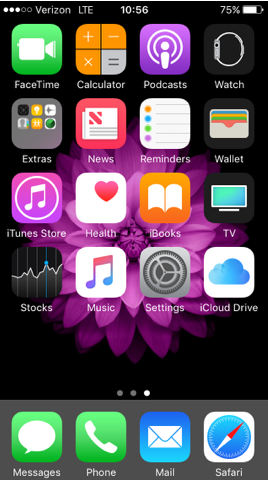 Verizon LTE 10:56 75%
FaceTime Calculator Podcasts Watch
Extras News Reminders Wallet
iTunes Store Health iBooks TV
Stocks Music Settings iCloud Drive
Messages Phone Mail Safari